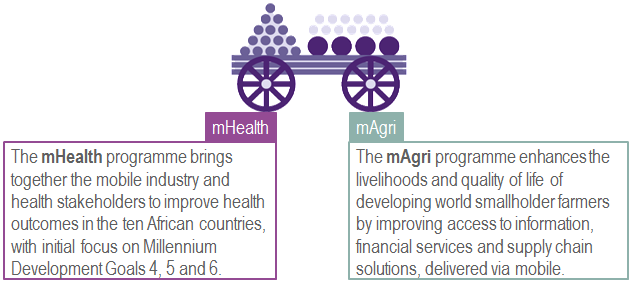 mHealth
The mHealth programme brings
together the mobile industry and
health stakeholders to improve health
outcomes in the ten African countries,
with initial focus on Millennium
Development Goals 4, 5 and 6.
mAgri
The mAgri programme enhances the
livelihoods and quality of life of
developing world smallholder farmers
by improving access to information,
financial services and supply chain
solutions, delivered via mobile.